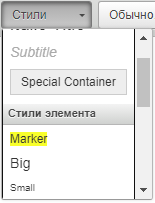 Стили Обычно
Subtitle
Special Container
Стили элемента
Marker
Big
Small